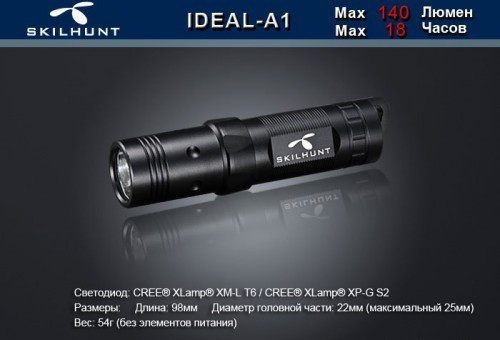 SKILHUNT
IDEAL-A1
Max 140 Люмен
Max 18 Часов
SKILHUNT
Светодиод: CREE® XLamp® XM-L T6 / CREE® XLamp® XP-G S2
Размеры: Длина: 98мм Диаметр головной части: 22мм (максимальный 25мм)
Вес: 54г (без элементов питания)